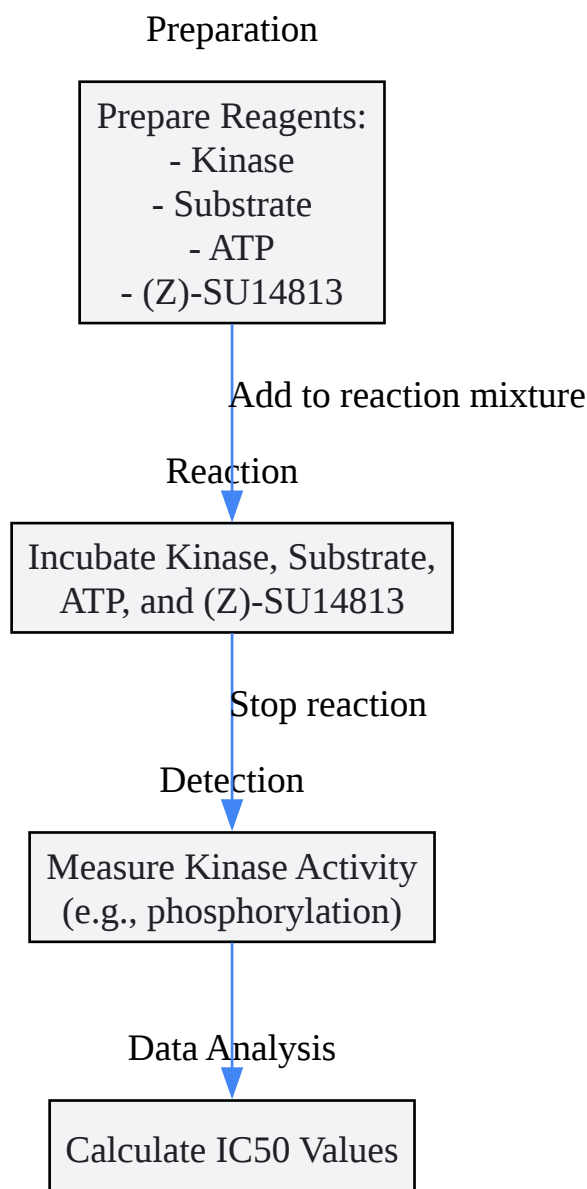 Preparation
Prepare Reagents:
- Kinase
- Substrate
- ATP
- (Z)-SU14813
Add to reaction mixture
Reaction
Incubate Kinase, Substrate,
ATP, and (Z)-SU14813
Stop reaction
Detection
Measure Kinase Activity
(e.g., phosphorylation)
Data Analysis
Calculate IC50 Values